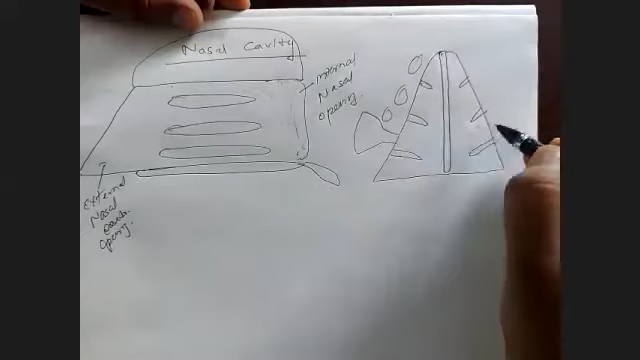 Nasal Cavity
internal
Nasal
opening.
External
Nasal
opening.